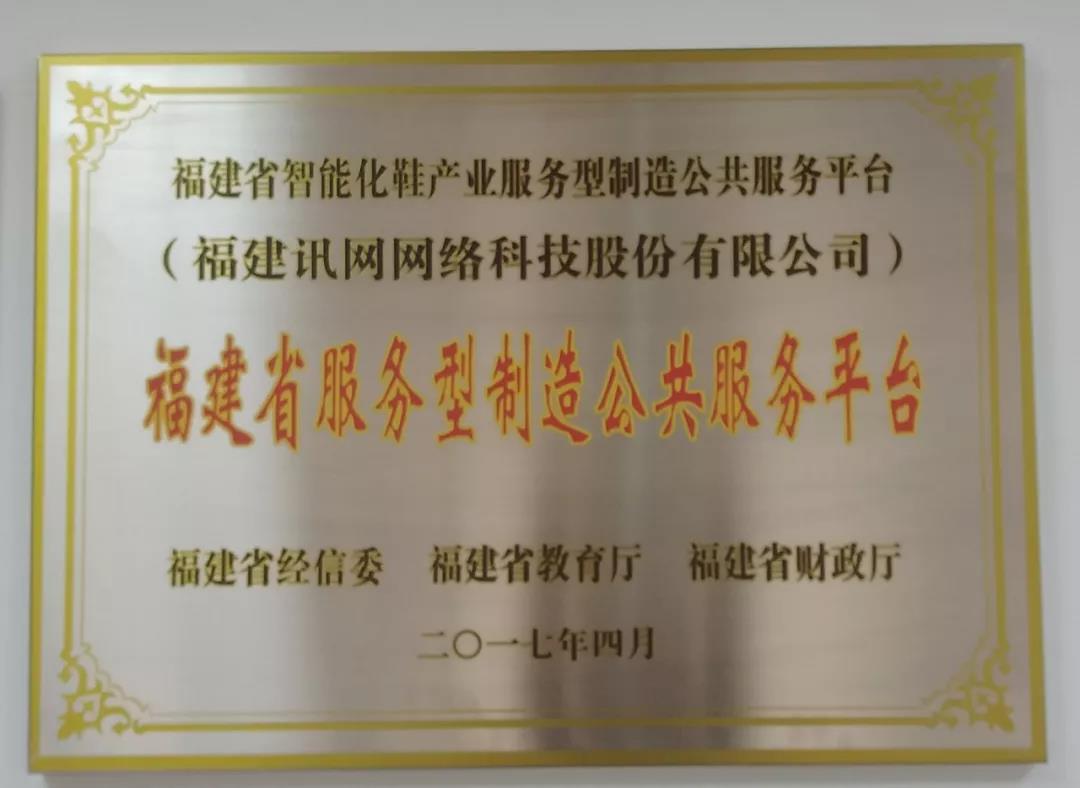 福建省智能化鞋产业服务型制造公共服务平台
（福建讯网网络科技股份有限公司）
福建省服务型制造公共服务平台
福建省经信委 福建省教育厅 福建省财政厅
二〇一七年四月